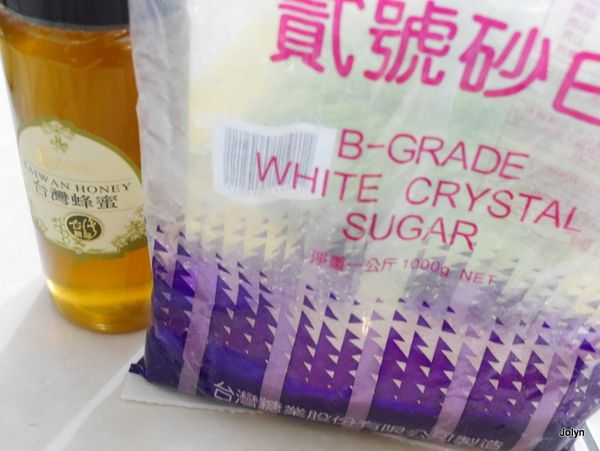 TAIWAN HONEY
台灣蜂蜜
貳號砂白
B-GRADE
WHITE CRYSTAL
SUGAR
淨重一公斤 1000g NET
台灣糖業股份有限公司製造
Jolyn